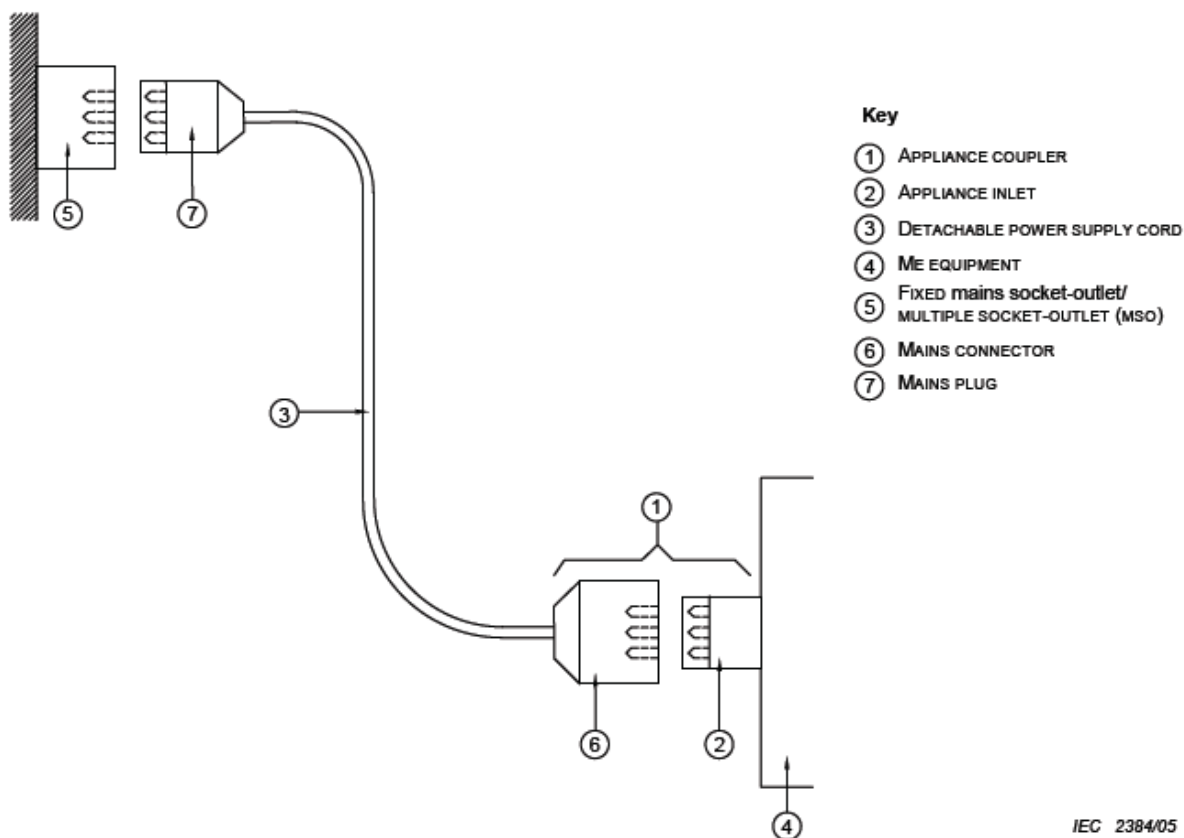 Key
① APPLIANCE COUPLER
② APPLIANCE INLET
③ DETACHABLE POWER SUPPLY CORD
④ ME EQUIPMENT
⑤ FIXED mains socket-outlet/
MULTIPLE SOCKET-OUTLET (MSO)
⑥ MAINS CONNECTOR
⑦ MAINS PLUG
5
7
3
1
6
2
4
IEC 2384/05